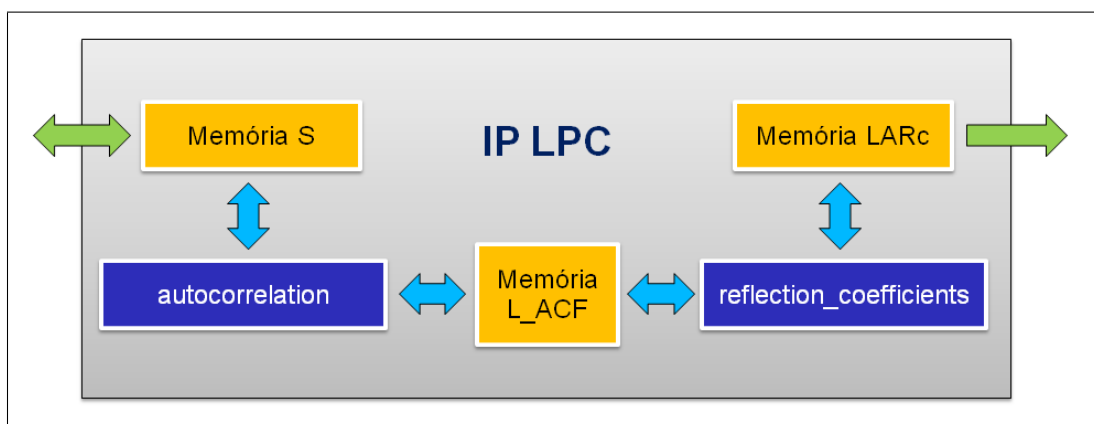 Memória S
IP LPC
Memória LARc
autocorrelation
Memória
L_ACF
reflection_coefficients